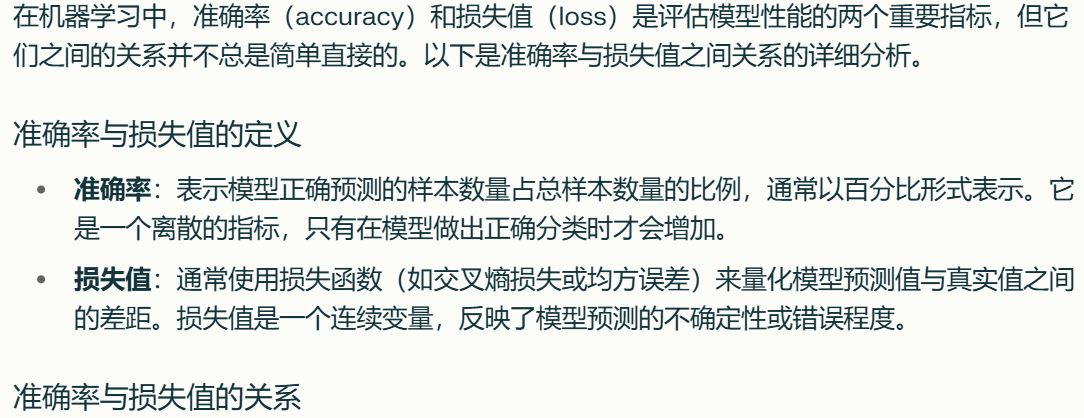 在机器学习中，准确率（accuracy）和损失值（loss）是评估模型性能的两个重要指标，但它
们之间的关系并不总是简单直接的。以下是准确率与损失值之间关系的详细分析。
准确率与损失值的定义
• 准确率：表示模型正确预测的样本数量占总样本数量的比例，通常以百分比形式表示。它
是一个离散的指标，只有在模型做出正确分类时才会增加。
• 损失值：通常使用损失函数（如交叉熵损失或均方误差）来量化模型预测值与真实值之间
的差距。损失值是一个连续变量，反映了模型预测的不确定性或错误程度。
准确率与损失值的关系